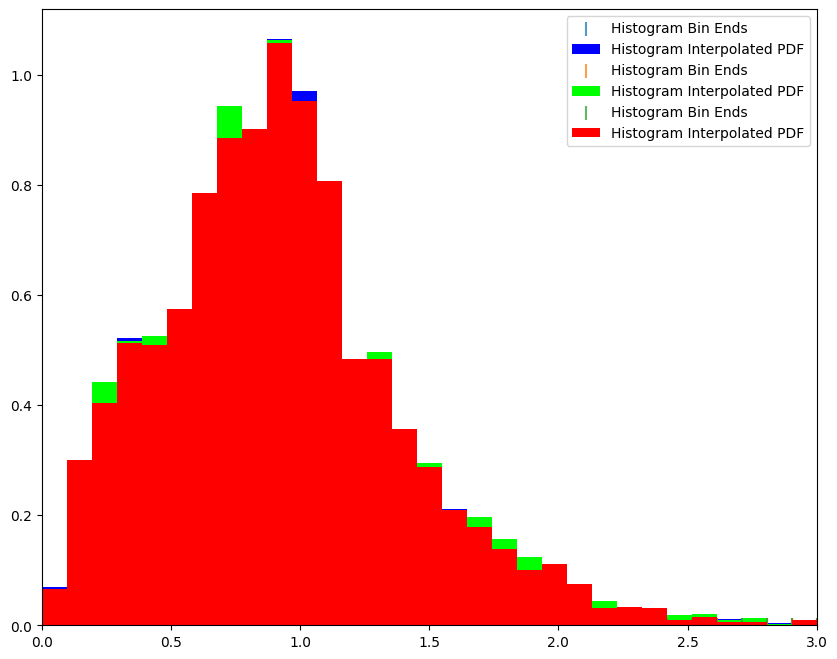 Histogram Bin Ends
Histogram Interpolated PDF
Histogram Bin Ends
Histogram Interpolated PDF
Histogram Bin Ends
Histogram Interpolated PDF
1.0
0.8
0.6
0.4
0.2
0.0
0.0 0.5 1.0 1.5 2.0 2.5 3.0